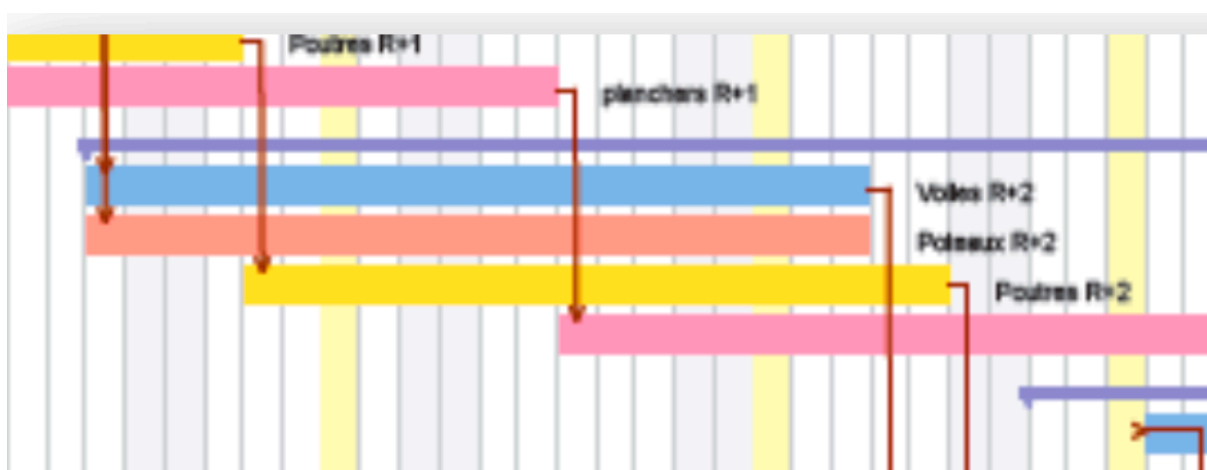 Poutres R+1
planchers R+1
Voiles R+2
Poteaux R+2
Poutres R+2